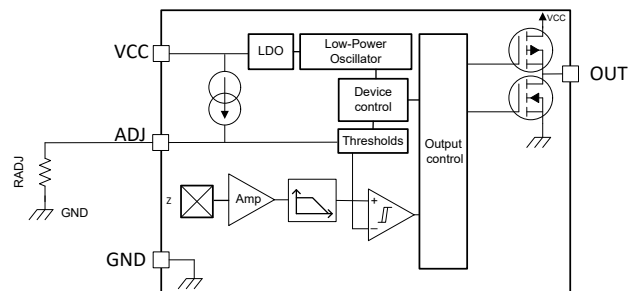 VCC
VCC
LDO
Low-Power
Oscillator
OUT
Device
control
ADJ
Thresholds
Output
control
RADJ
GND
z
Amp
+
−
GND